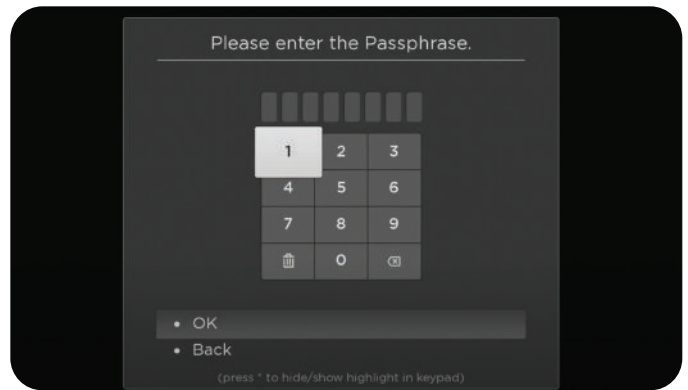 Please enter the Passphrase.
1 2 3
4 5 6
7 8 9
0
• OK
• Back
(press * to hide/show highlight in keypad)